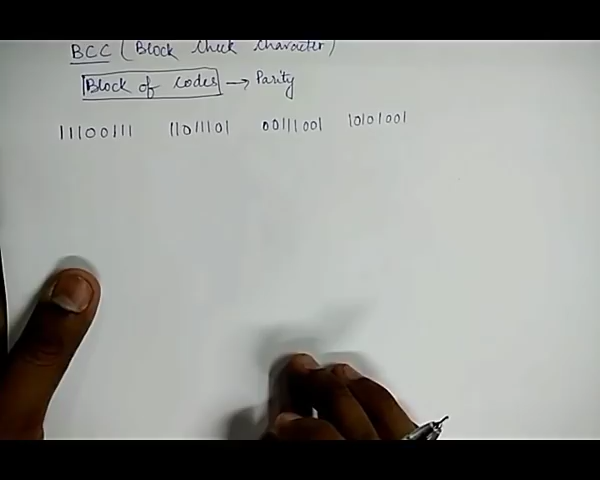 BCC (Block Check Character)
Block of Codes → Parity
11100111 11011101 00111001 10101001